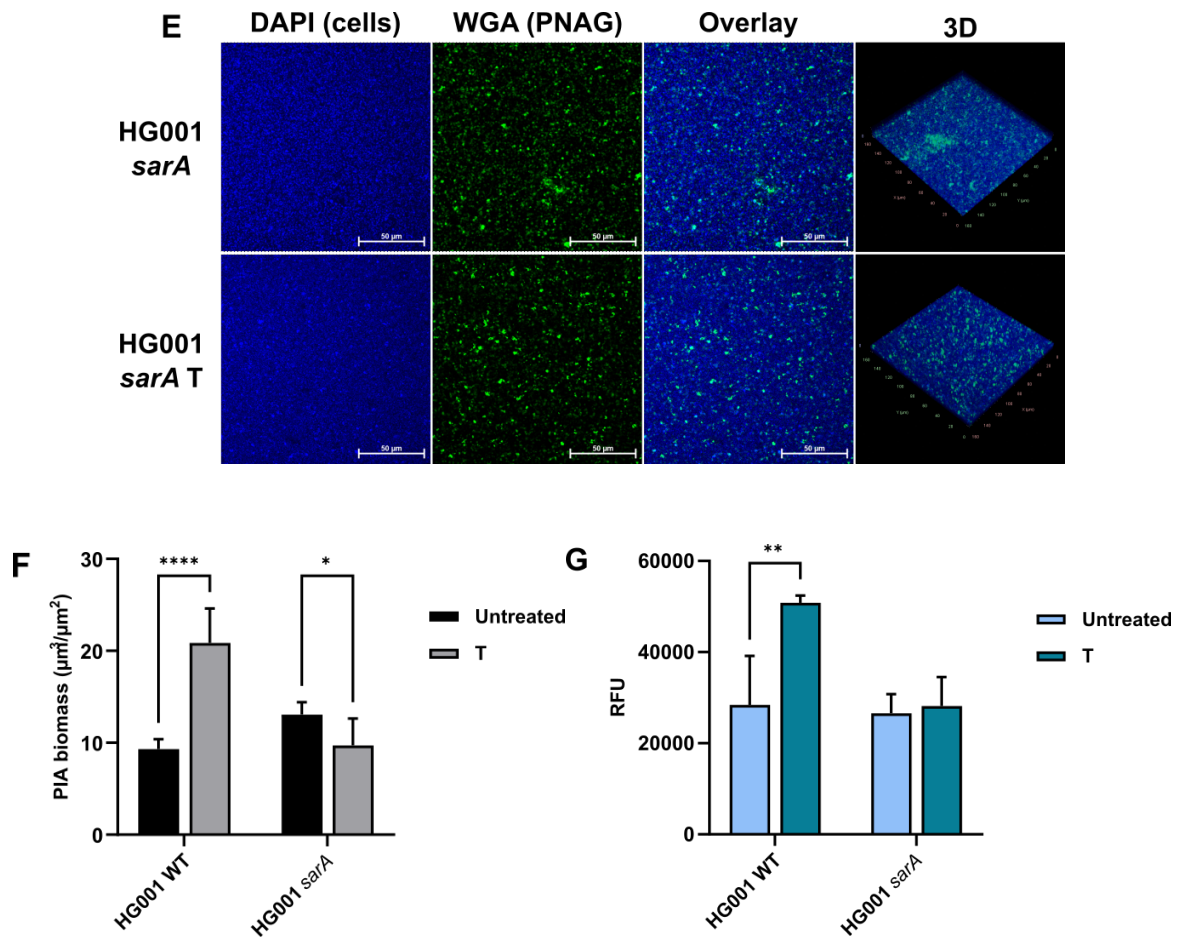 E
DAPI (cells) WGA (PNAG) Overlay 3D
HG001
sarA
50 µm 50 µm 50 µm
HG001
sarA T
50 µm 50 µm 50 µm
F
PIA biomass (µm³/µm²)
30
20
10
0
**** *
HG001 WT HG001 sarA
Untreated
T
G
RFU
60000
40000
20000
0
**
HG001 WT HG001 sarA
Untreated
T